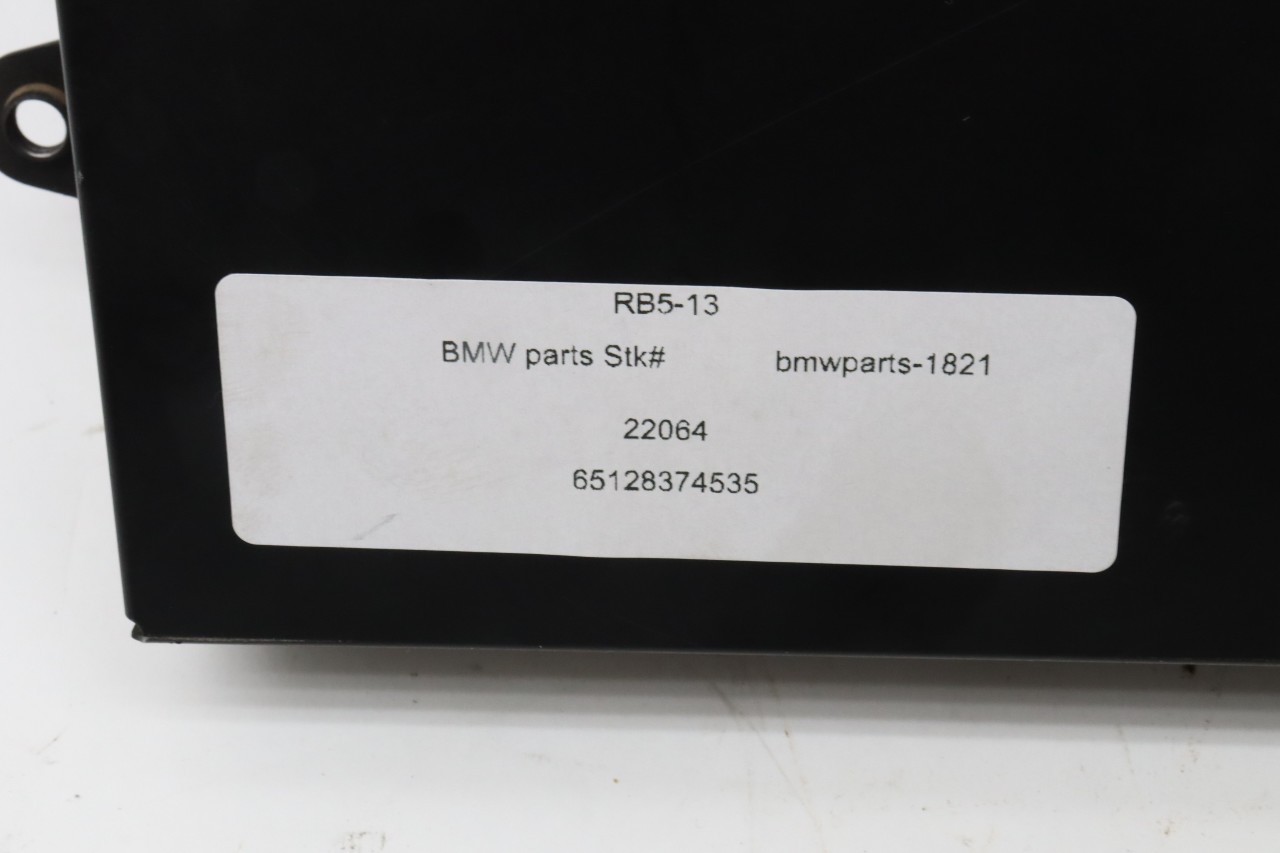 RB5-13
BMW parts Stk# bmwparts-1821
22064
65128374535